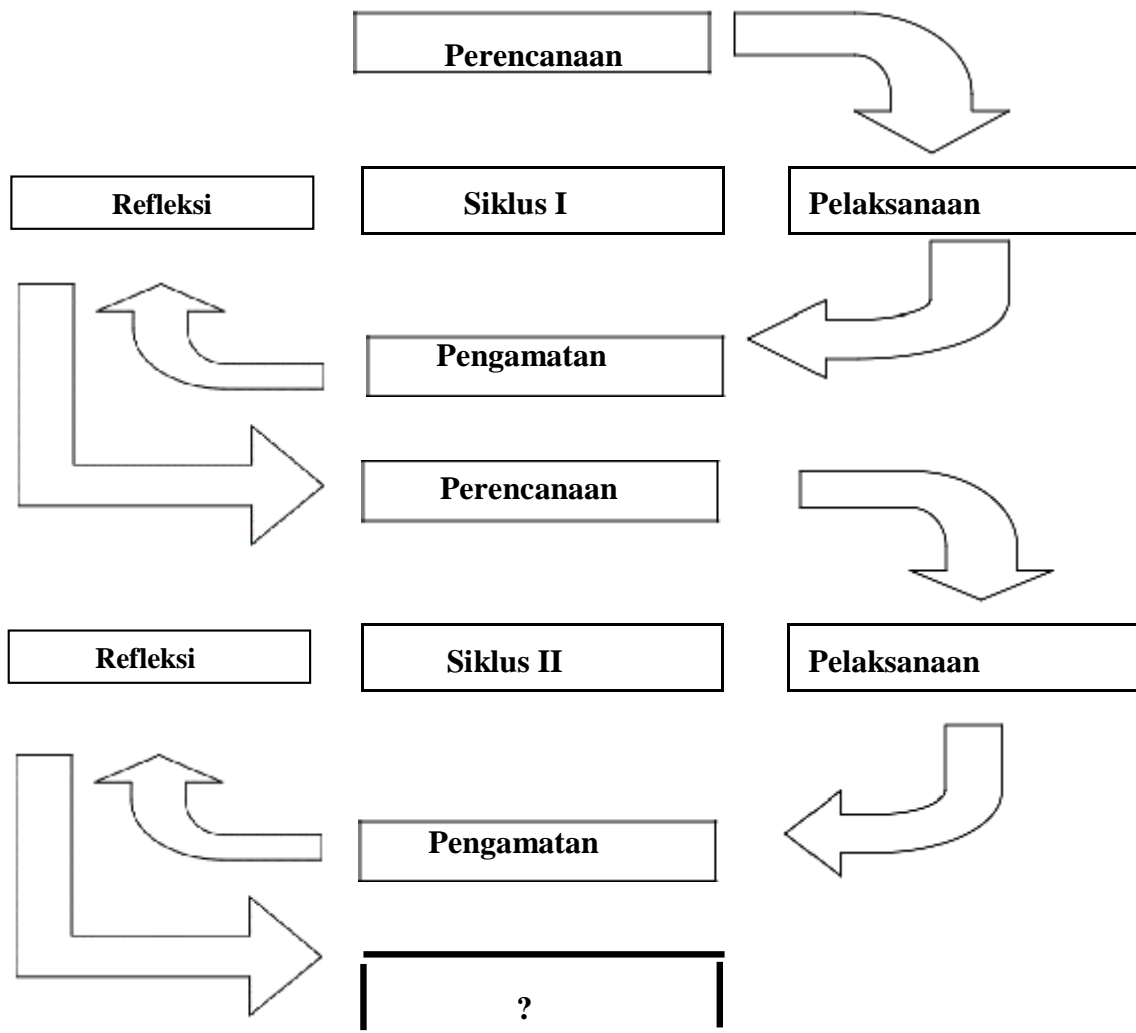 Perencanaan
Refleksi
Siklus I
Pelaksanaan
Pengamatan
Perencanaan
Refleksi
Siklus II
Pelaksanaan
Pengamatan
?